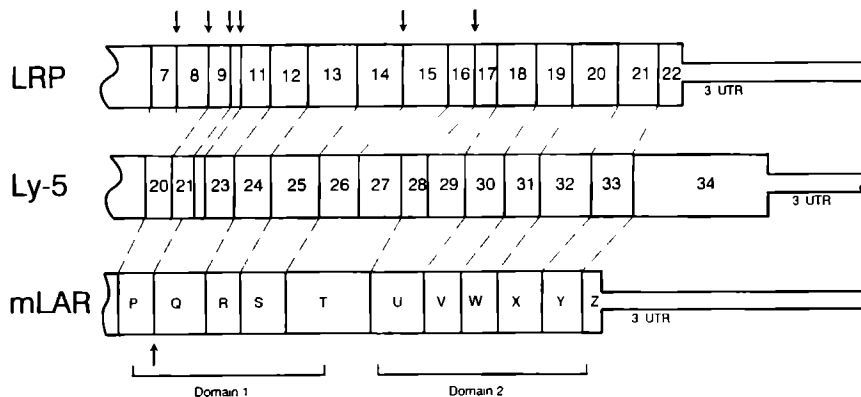 LRP 7 8 9 11 12 13 14 15 16 17 18 19 20 21 22
3 UTR
Ly-5 20 21 23 24 25 26 27 28 29 30 31 32 33 34
3 UTR
mLAR P Q R S T U V W X Y Z
3 UTR
Domain 1 Domain 2